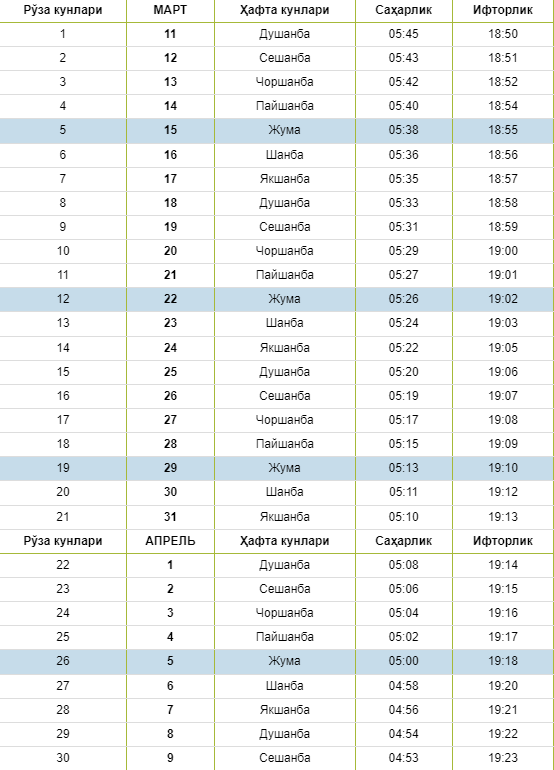 Рўза кунлари МАРТ Ҳафта кунлари Саҳарлик Ифторлик
1 11 Душанба 05:45 18:50
2 12 Сешанба 05:43 18:51
3 13 Чоршанба 05:42 18:52
4 14 Пайшанба 05:40 18:54
5 15 Жума 05:38 18:55
6 16 Шанба 05:36 18:56
7 17 Якшанба 05:35 18:57
8 18 Душанба 05:33 18:58
9 19 Сешанба 05:31 18:59
10 20 Чоршанба 05:29 19:00
11 21 Пайшанба 05:27 19:01
12 22 Жума 05:26 19:02
13 23 Шанба 05:24 19:03
14 24 Якшанба 05:22 19:05
15 25 Душанба 05:20 19:06
16 26 Сешанба 05:19 19:07
17 27 Чоршанба 05:17 19:08
18 28 Пайшанба 05:15 19:09
19 29 Жума 05:13 19:10
20 30 Шанба 05:11 19:12
21 31 Якшанба 05:10 19:13
Рўза кунлари АПРЕЛЬ Ҳафта кунлари Саҳарлик Ифторлик
22 1 Душанба 05:08 19:14
23 2 Сешанба 05:06 19:15
24 3 Чоршанба 05:04 19:16
25 4 Пайшанба 05:02 19:17
26 5 Жума 05:00 19:18
27 6 Шанба 04:58 19:20
28 7 Якшанба 04:56 19:21
29 8 Душанба 04:54 19:22
30 9 Сешанба 04:53 19:23